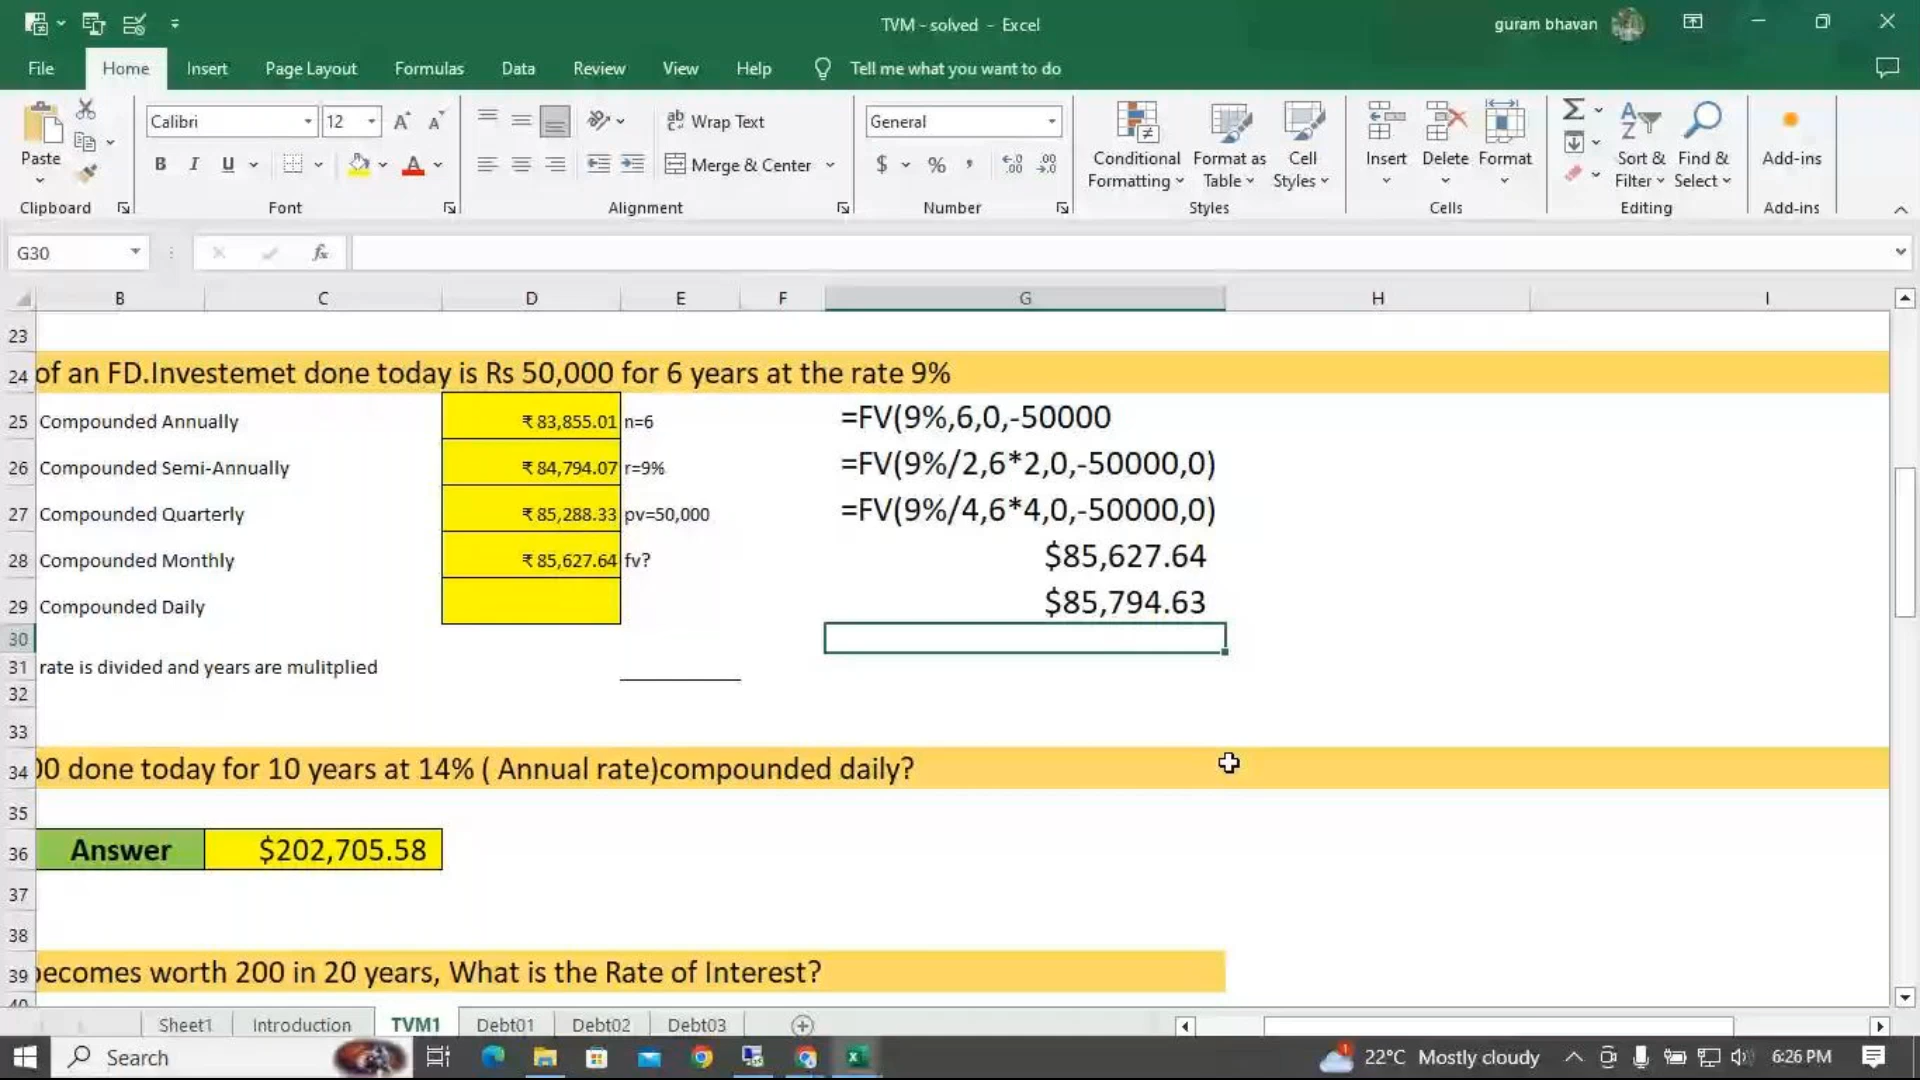 TVM - solved - Excel
guram bhavan
File Home Insert Page Layout Formulas Data Review View Help Tell me what you want to do
Calibri 12 Wrap Text General
Paste B I U Merge & Center $ % , Conditional Formatting Format as Table Cell Styles Insert Delete Format Sort & Filter Find & Select Add-ins
Clipboard Font Alignment Number Styles Cells Editing Add-ins
G30 fx
B C D E F G H I
23
24 of an FD.Investemet done today is Rs 50,000 for 6 years at the rate 9%
25 Compounded Annually ₹ 83,855.01 n=6 =FV(9%,6,0,-50000
26 Compounded Semi-Annually ₹ 84,794.07 r=9% =FV(9%/2,6*2,0,-50000,0)
27 Compounded Quarterly ₹ 85,288.33 pv=50,000 =FV(9%/4,6*4,0,-50000,0)
28 Compounded Monthly ₹ 85,627.64 fv? $85,627.64
29 Compounded Daily $85,794.63
30
31 rate is divided and years are mulitplied
32
33
34 00 done today for 10 years at 14% ( Annual rate)compounded daily?
35
36 Answer $202,705.58
37
38
39 becomes worth 200 in 20 years, What is the Rate of Interest?
40
Sheet1 Introduction TVM1 Debt01 Debt02 Debt03
Search 22°C Mostly cloudy 6:26 PM